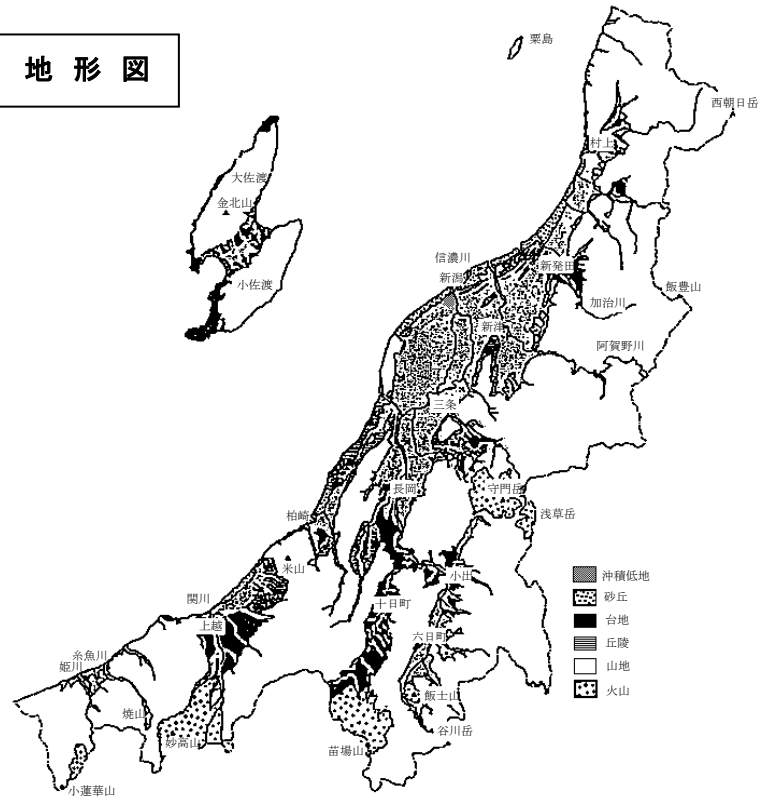 地 形 図
粟島
西朝日岳
村上
大佐渡
金北山
小佐渡
信濃川
新潟
新発田
飯豊山
加治川
新津
阿賀野川
三条
長岡
守門岳
浅草岳
柏崎
米山
小出
関川
十日町
上越
六日町
糸魚川
姫川
焼山
妙高山
飯士山
谷川岳
苗場山
小蓮華山
沖積低地
砂丘
台地
丘陵
山地
火山